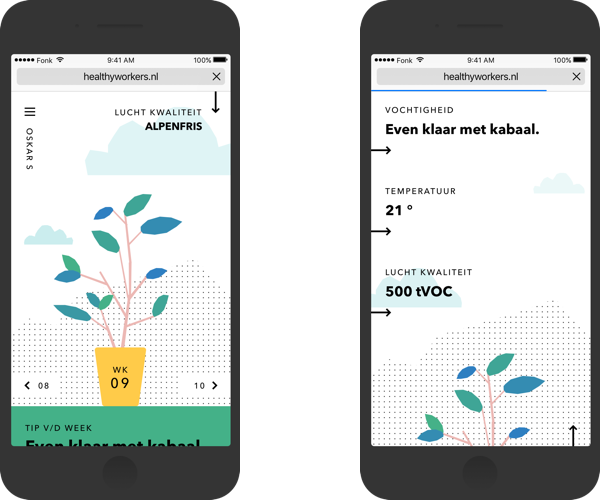 Fonk 9:41 AM 100%
healthyworkers.nl
LUCHT KWALITEIT
ALPENFRIS
OSKAR S
WK
09
08
10
TIP V/D WEEK
Even klaar met kabaal.
Fonk 9:41 AM 100%
healthyworkers.nl
VOCHTIGHEID
Even klaar met kabaal.
TEMPERATUUR
21 °
LUCHT KWALITEIT
500 tVOC